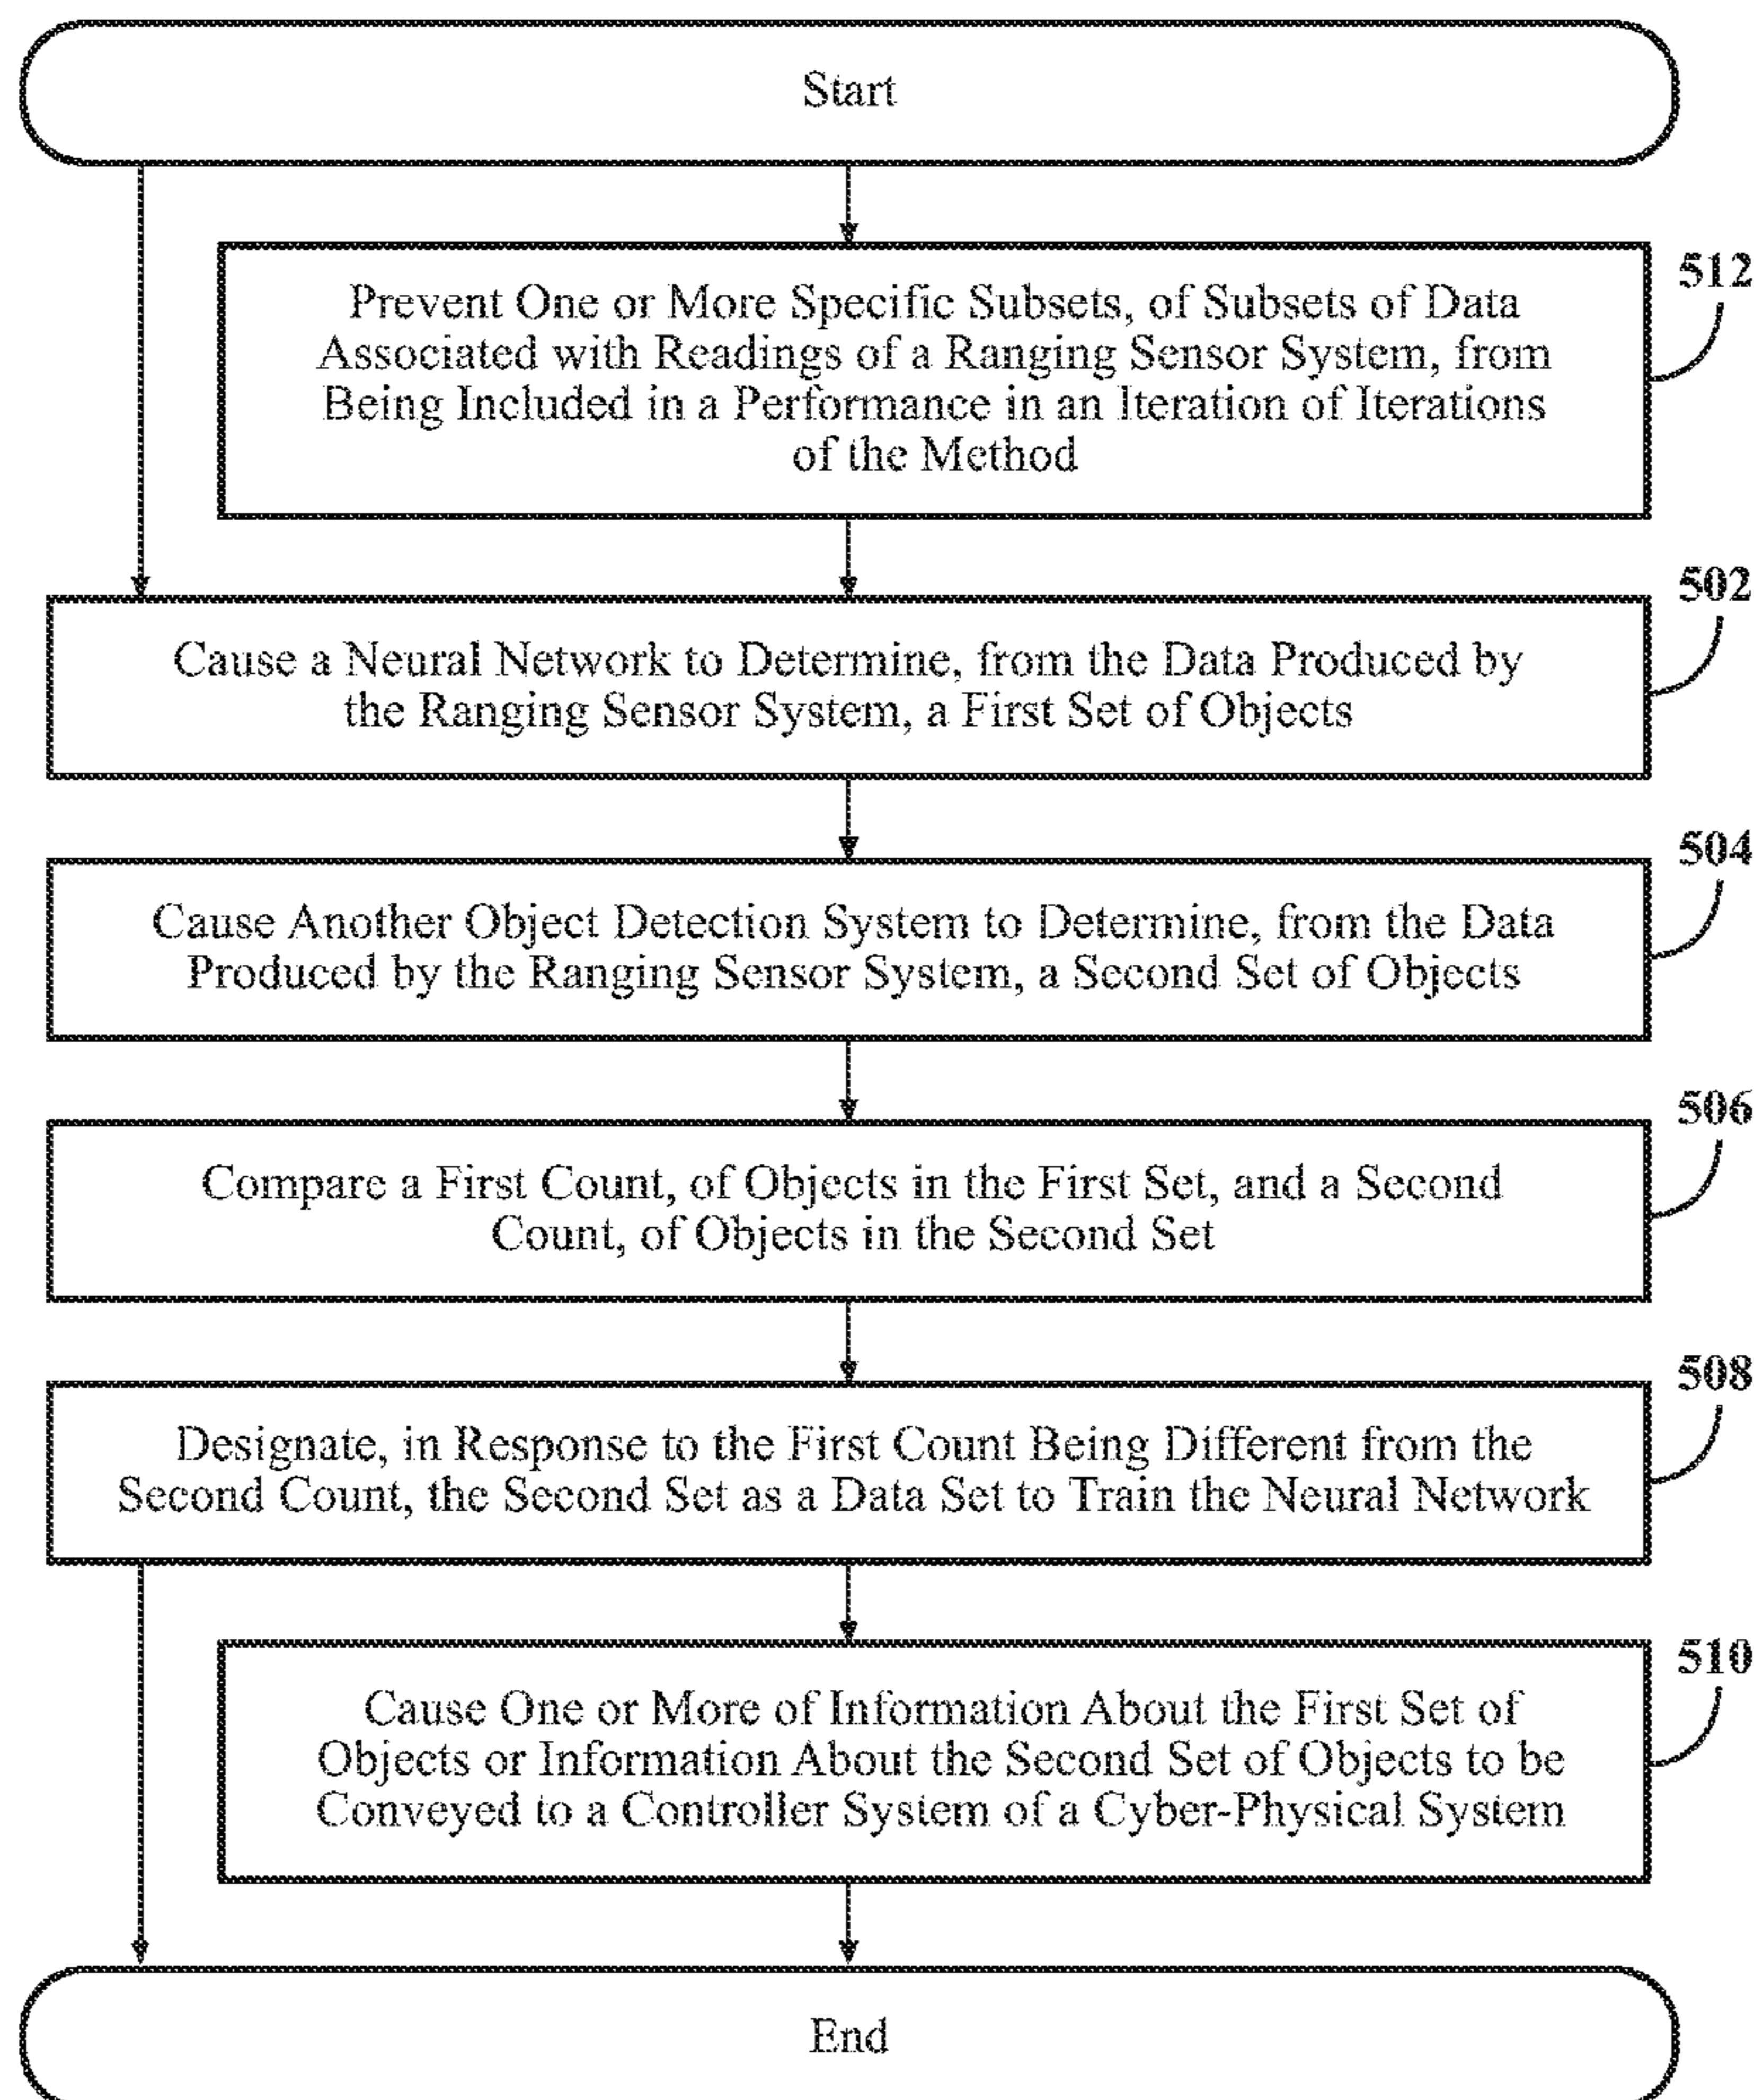 Start
512
Prevent One or More Specific Subsets, of Subsets of Data
Associated with Readings of a Ranging Sensor System, from
Being Included in a Performance in an Iteration of Iterations
of the Method
502
Cause a Neural Network to Determine, from the Data Produced by
the Ranging Sensor System, a First Set of Objects
504
Cause Another Object Detection System to Determine, from the Data
Produced by the Ranging Sensor System, a Second Set of Objects
506
Compare a First Count, of Objects in the First Set, and a Second
Count, of Objects in the Second Set
508
Designate, in Response to the First Count Being Different from the
Second Count, the Second Set as a Data Set to Train the Neural Network
510
Cause One or More of Information About the First Set of
Objects or Information About the Second Set of Objects to be
Conveyed to a Controller System of a Cyber-Physical System
End